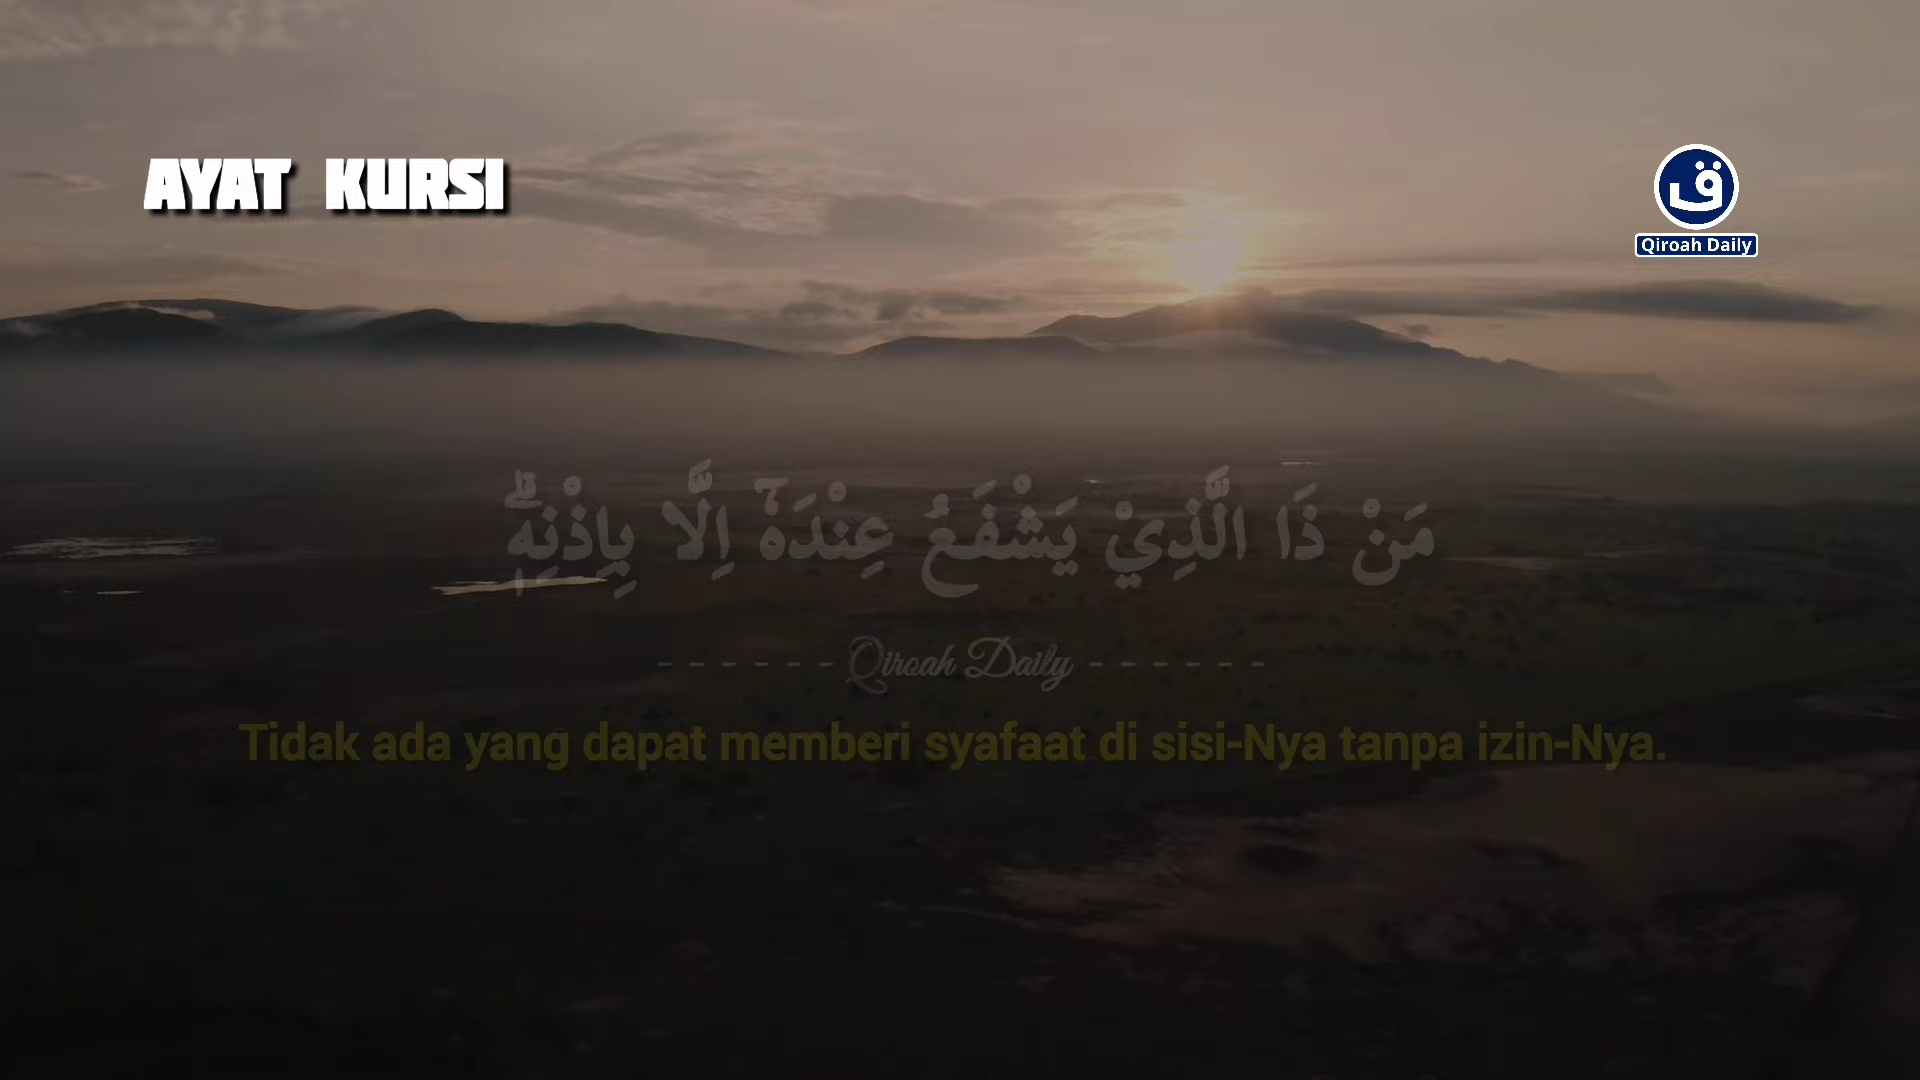 AYAT KURSI
ق
Qiroah Daily
مَنْ ذَا الَّذِيْ يَشْفَعُ عِنْدَهٗٓ اِلَّا بِاِذْنِهٖۗ
- - - - - - Qiroah Daily - - - - - -
Tidak ada yang dapat memberi syafaat di sisi-Nya tanpa izin-Nya.